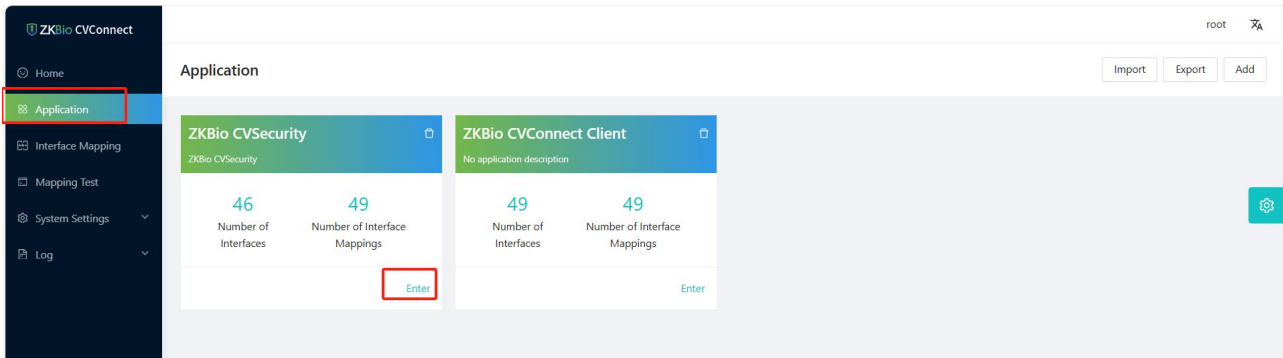 ZKBio CVConnect
root
Home
Application
Interface Mapping
Mapping Test
System Settings
Log
Application
Import
Export
Add
ZKBio CVSecurity
ZKBio CVSecurity
46
Number of
Interfaces
49
Number of Interface
Mappings
Enter
ZKBio CVConnect Client
No application description
49
Number of
Interfaces
49
Number of Interface
Mappings
Enter